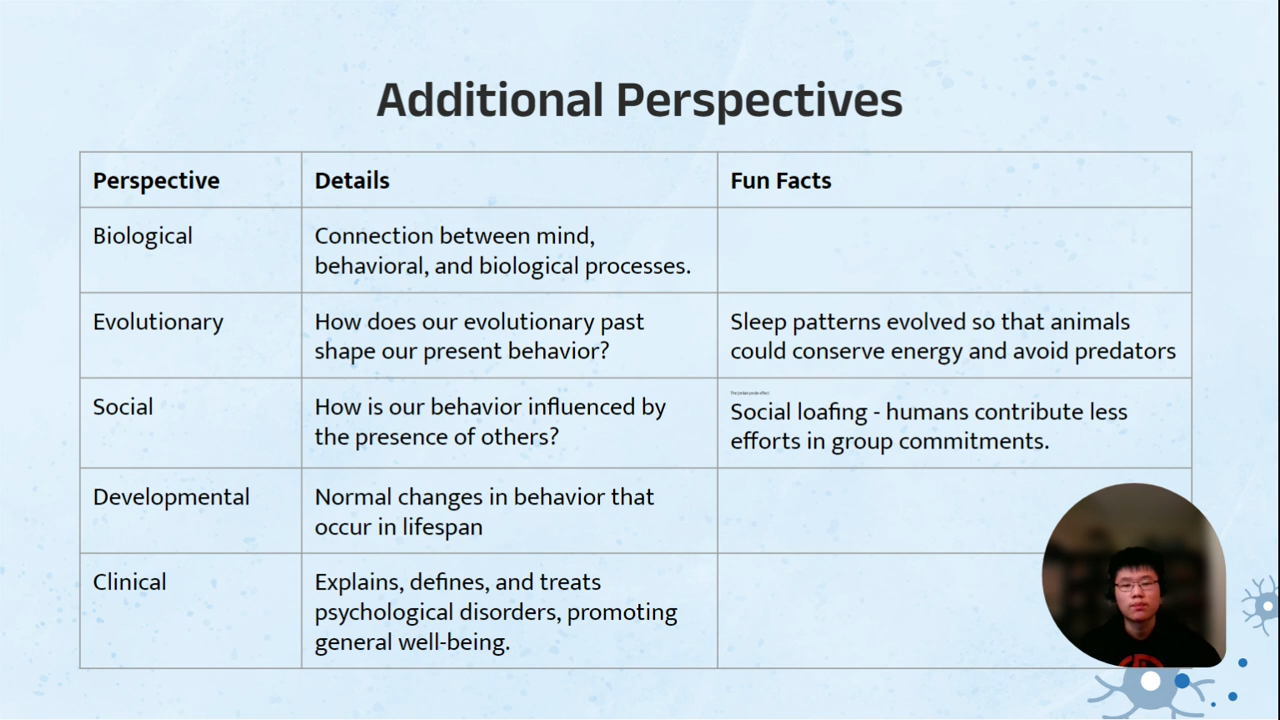 Additional Perspectives
Perspective
Details
Fun Facts
Biological
Connection between mind,
behavioral, and biological processes.
Evolutionary
How does our evolutionary past
shape our present behavior?
Sleep patterns evolved so that animals
could conserve energy and avoid predators
Social
How is our behavior influenced by
the presence of others?
Social loafing - humans contribute less
efforts in group commitments.
Developmental
Normal changes in behavior that
occur in lifespan
Clinical
Explains, defines, and treats
psychological disorders, promoting
general well-being.